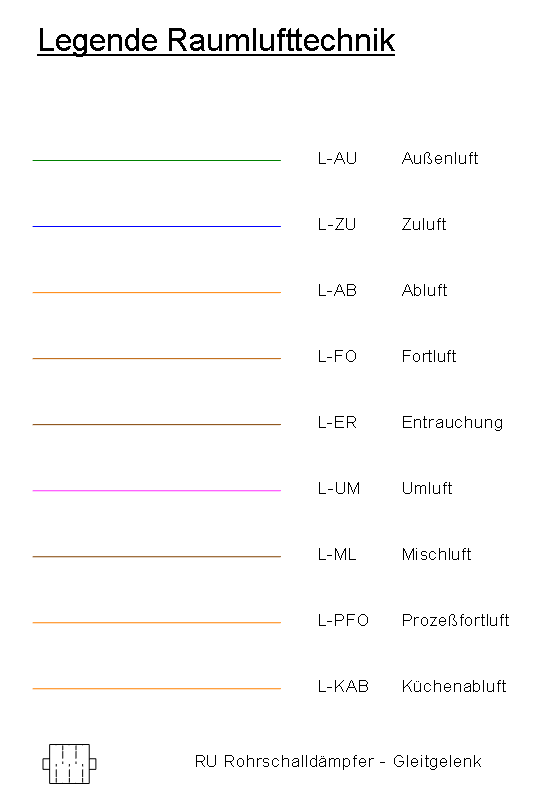 Legende Raumlufttechnik
L-AU Außenluft
L-ZU Zuluft
L-AB Abluft
L-FO Fortluft
L-ER Entrauchung
L-UM Umluft
L-ML Mischluft
L-PFO Prozeßfortluft
L-KAB Küchenabluft
RU Rohrschalldämpfer - Gleitgelenk